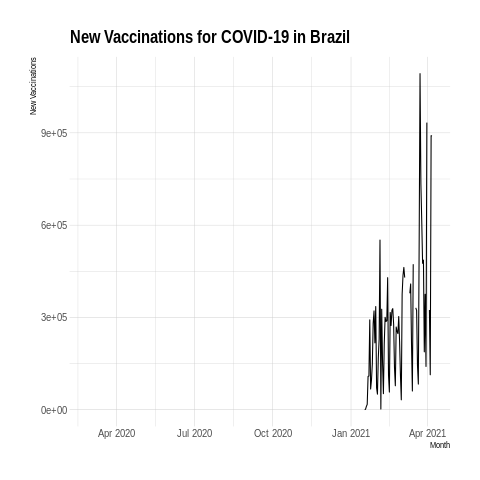 New Vaccinations for COVID-19 in Brazil
New Vaccinations
9e+05
6e+05
3e+05
0e+00
Apr 2020 Jul 2020 Oct 2020 Jan 2021 Apr 2021
Month